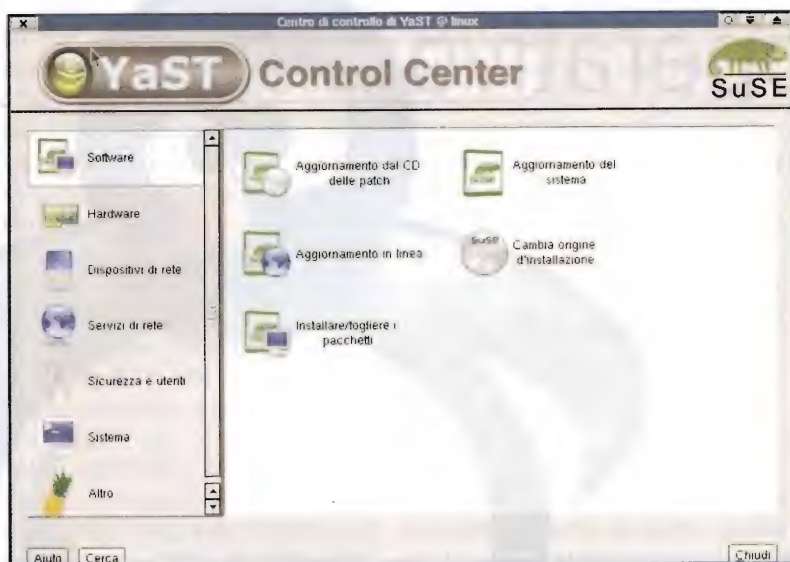 Centro di controllo di YaST @ linux
YaST
Control Center
SuSE
Software
Hardware
Dispositivi di rete
Servizi di rete
Sicurezza e utenti
Sistema
Altro
Aggiornamento dal CD
delle patch
Aggiornamento del
sistema
Aggiornamento in linea
SuSE
Cambia origine
d'installazione
Installare/togliere i
pacchetti
Aiuto
Cerca
Chiudi